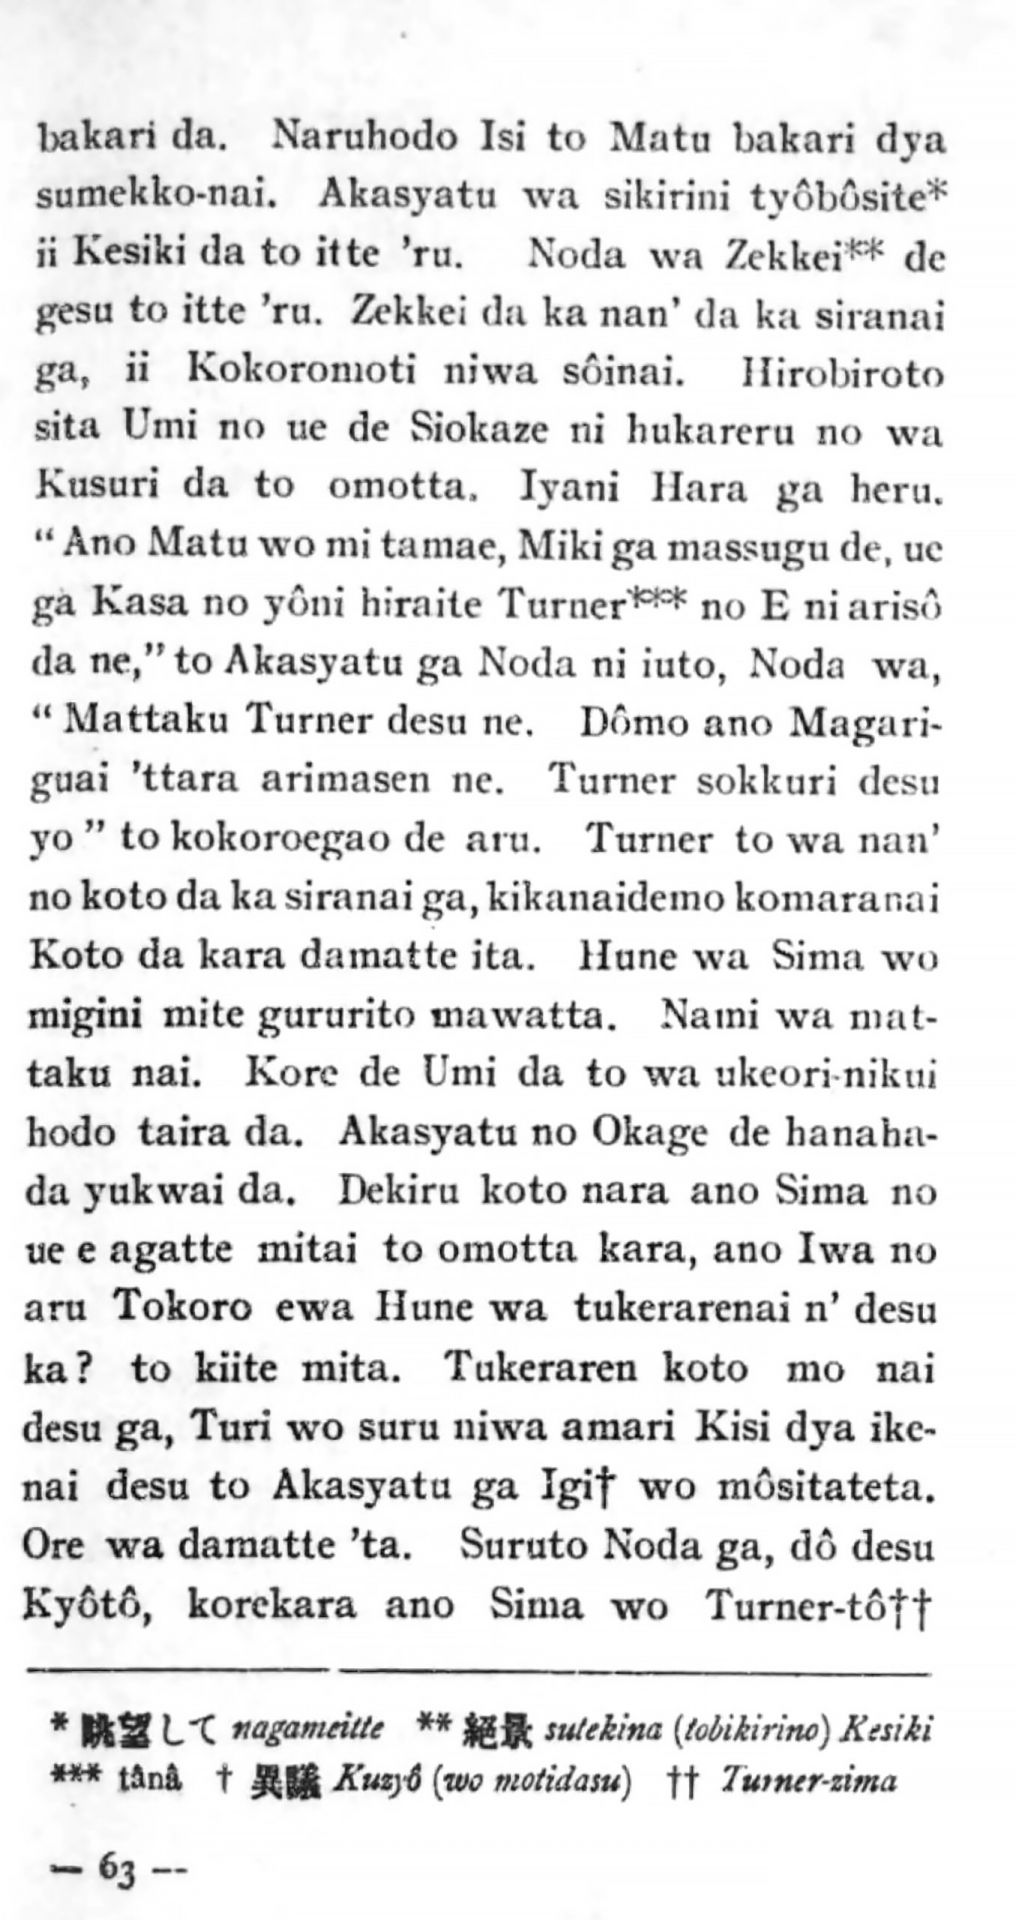 bakari da. Naruhodo Isi to Matu bakari dya
sumekko-nai. Akasyatu wa sikirini tyôbôsite*
ii Kesiki da to itte ’ru. Noda wa Zekkei** de
gesu to itte ’ru. Zekkei da ka nan’ da ka siranai
ga, ii Kokoromoti niwa sôinai. Hirobiroto
sita Umi no ue de Siokaze ni hukareru no wa
Kusuri da to omotta. Iyani Hara ga heru.
“Ano Matu wo mi tamae, Miki ga massugu de, ue
ga Kasa no yôni hiraite Turner*** no E ni arisô
da ne,” to Akasyatu ga Noda ni iuto, Noda wa,
“Mattaku Turner desu ne. Dômo ano Magari-
guai ’ttara arimasen ne. Turner sokkuri desu
yo” to kokoroegao de aru. Turner to wa nan’
no koto da ka siranai ga, kikanaidemo komaranai
Koto da kara damatte ita. Hune wa Sima wo
migini mite gururito mawatta. Nami wa mat-
taku nai. Kore de Umi da to wa ukeori-nikui
hodo taira da. Akasyatu no Okage de hanaha-
da yukwai da. Dekiru koto nara ano Sima no
ue e agatte mitai to omotta kara, ano Iwa no
aru Tokoro ewa Hune wa tukerarenai n’ desu
ka? to kiite mita. Tukeraren koto mo nai
desu ga, Turi wo suru niwa amari Kisi dya ike-
nai desu to Akasyatu ga Igi† wo môsitateta.
Ore wa damatte ’ta. Suruto Noda ga, dô desu
Kyôtô, korekara ano Sima wo Turner-tô††
* 眺望して nagameitte ** 絕景 sutekina (tobikirino) Kesiki
*** tânâ † 異議 Kuzyô (wo motidasu) †† Turner-zima
— 63 —